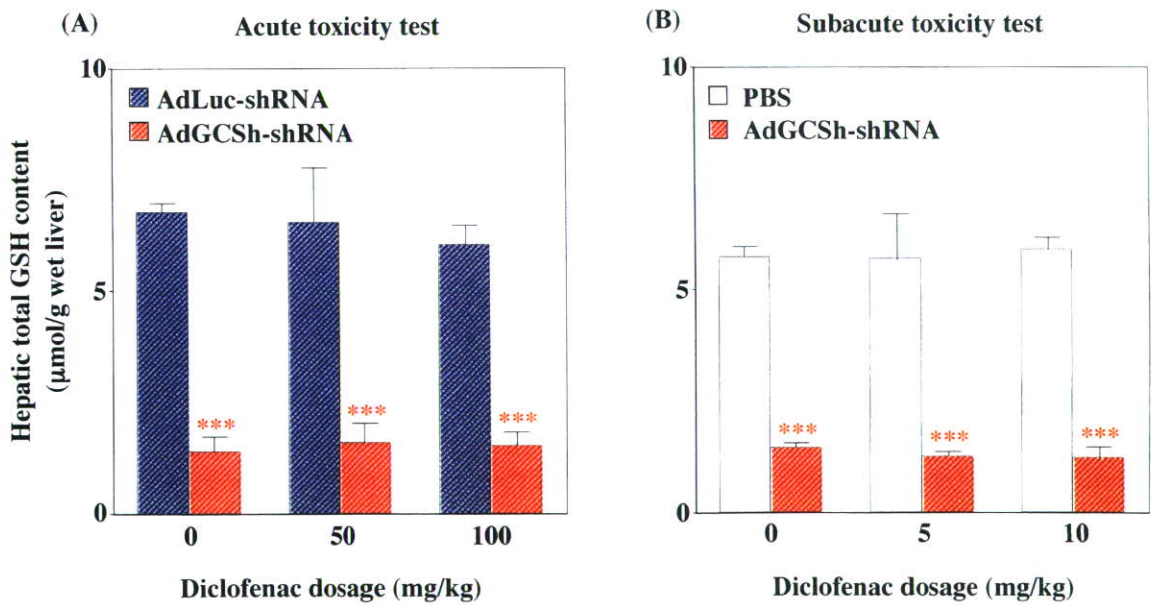 (A) Acute toxicity test
10
AdLuc-shRNA
AdGCSh-shRNA
Hepatic total GSH content
(μmol/g wet liver)
5
*** *** ***
0
0 50 100
Diclofenac dosage (mg/kg)
(B) Subacute toxicity test
10
PBS
AdGCSh-shRNA
5
*** *** ***
0
0 5 10
Diclofenac dosage (mg/kg)